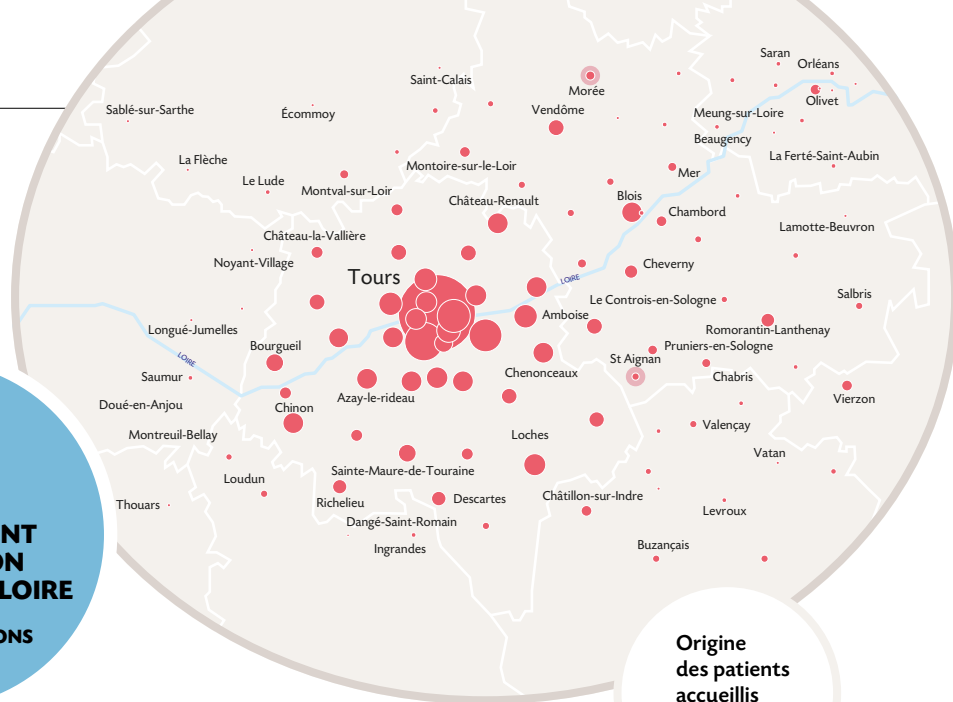 Saran
Orléans
Saint-Calais
Morée
Olivet
Sablé-sur-Sarthe
Écommoy
Vendôme
Meung-sur-Loire
Beaugency
La Flèche
Montoire-sur-le-Loir
Mer
La Ferté-Saint-Aubin
Le Lude
Montval-sur-Loir
Château-Renault
Blois
Chambord
Lamotte-Beuvron
Château-la-Vallière
Noyant-Village
Tours
LOIRE
Cheverny
Le Controis-en-Sologne
Salbris
Longué-Jumelles
Amboise
Romorantin-Lanthenay
Bourgueil
LOIRE
Pruniers-en-Sologne
St Aignan
Saumur
Chenonceaux
Chabris
Doué-en-Anjou
Chinon
Azay-le-rideau
Vierzon
Montreuil-Bellay
Loches
Valençay
Vatan
Loudun
Sainte-Maure-de-Touraine
Thouars
Richelieu
Descartes
Châtillon-sur-Indre
Levroux
Dangé-Saint-Romain
Ingrandes
Buzançais
NT
ON
LOIRE
ONS
Origine
des patients
accueillis